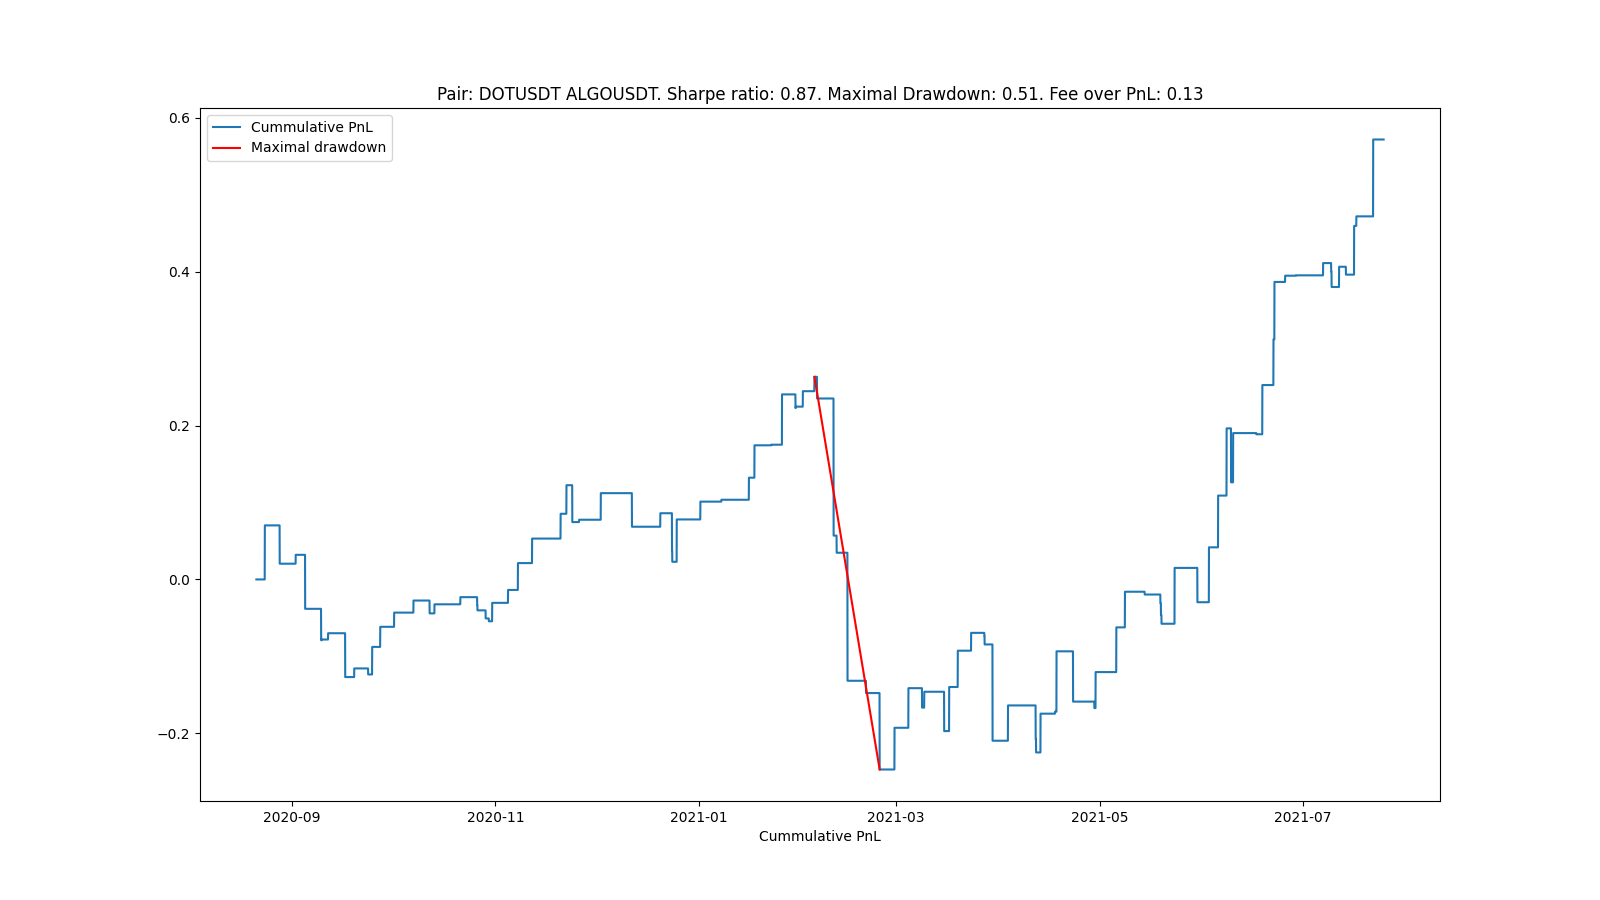 Pair: DOTUSDT ALGOUSDT. Sharpe ratio: 0.87. Maximal Drawdown: 0.51. Fee over PnL: 0.13
Cummulative PnL
Maximal drawdown
0.6
0.4
0.2
0.0
−0.2
2020-09
2020-11
2021-01
2021-03
2021-05
2021-07
Cummulative PnL